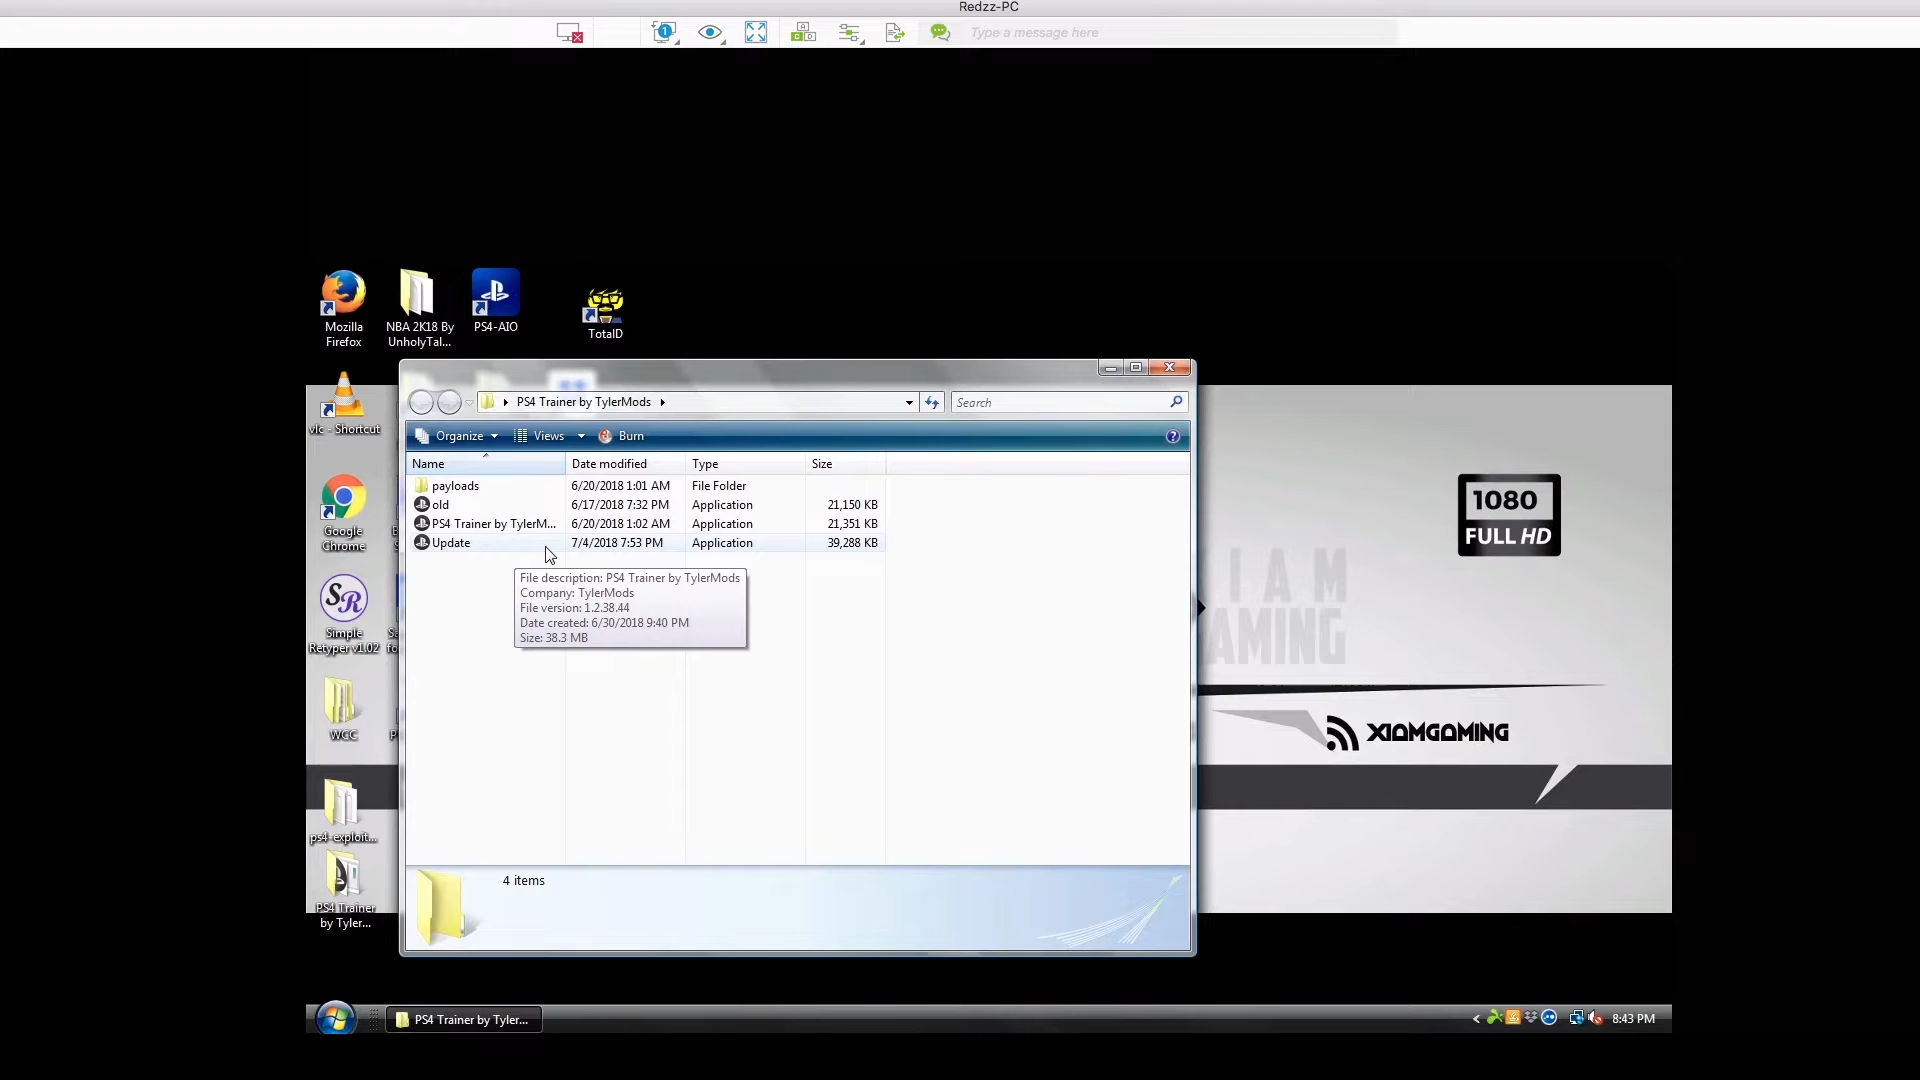 Redzz-PC
1
Type a message here
Mozilla
Firefox
NBA 2K18 By
UnholyTal...
PS4-AIO
TotalD
vlc - Shortcut
Google
Chrome
SR
Simple
Retyper v1.02
WCC
ps4-exploit...
PS4 Trainer
by Tyler...
PS4 Trainer by TylerMods
Search
Organize
Views
Burn
?
Name Date modified Type Size
payloads 6/20/2018 1:01 AM File Folder
old 6/17/2018 7:32 PM Application 21,150 KB
PS4 Trainer by TylerM... 6/20/2018 1:02 AM Application 21,351 KB
Update 7/4/2018 7:53 PM Application 39,288 KB
File description: PS4 Trainer by TylerMods
Company: TylerMods
File version: 1.2.38.44
Date created: 6/30/2018 9:40 PM
Size: 38.3 MB
4 items
1080
FULL HD
I AM
GAMING
XIAMGAMING
PS4 Trainer by Tyler...
8:43 PM